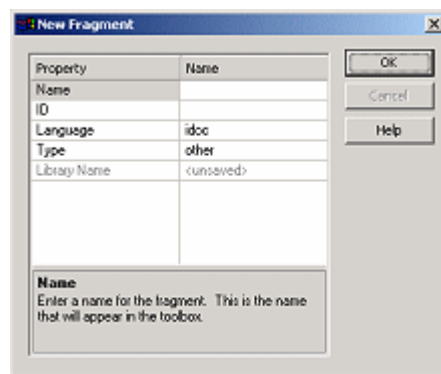 New Fragment
Property Name
OK
Name
Cancel
ID
Language idoc
Help
Type other
Library Name <unsaved>
Name
Enter a name for the fragment. This is the name
that will appear in the toolbox.